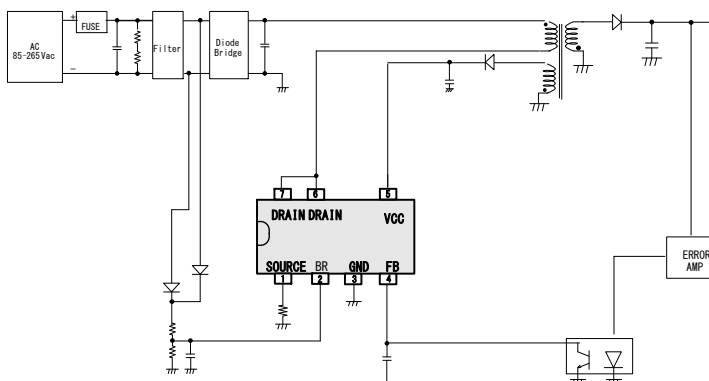 AC
85-265Vac
+
−
FUSE
Filter
Diode
Bridge
7
6
5
DRAIN
DRAIN
VCC
SOURCE
BR
GND
FB
1
2
3
4
ERROR
AMP